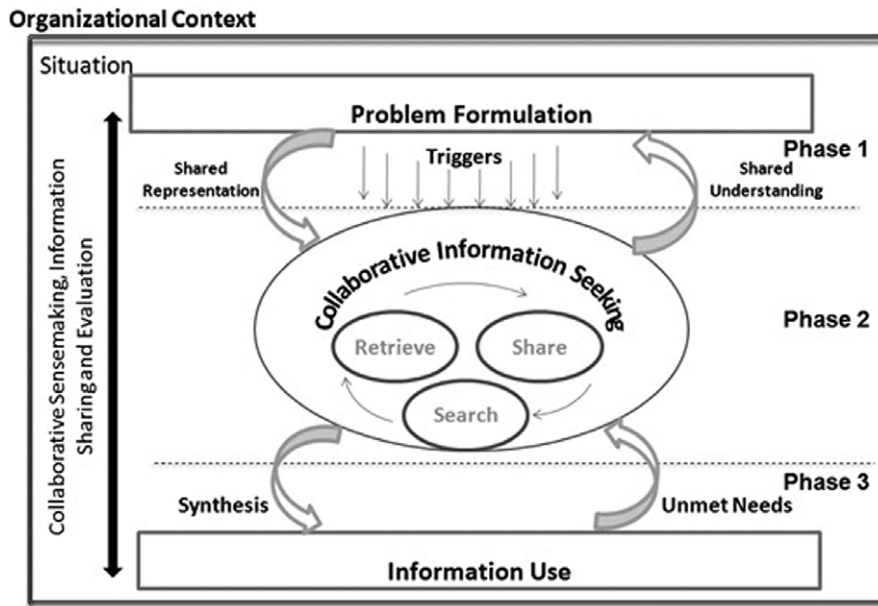 Organizational Context
Situation
Problem Formulation
Phase 1
Triggers
Shared
Representation
Shared
Understanding
Collaborative Sensemaking, Information
Sharing and Evaluation
Collaborative Information Seeking
Phase 2
Retrieve
Share
Search
Phase 3
Synthesis
Unmet Needs
Information Use